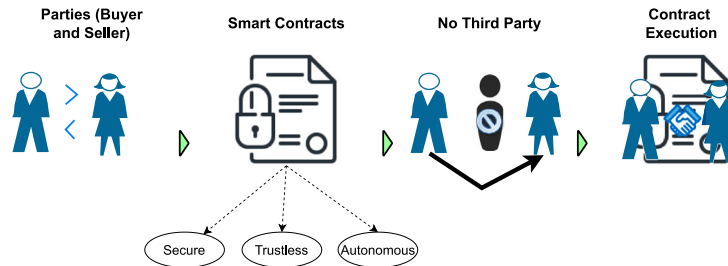 Parties (Buyer
and Seller)
Smart Contracts
No Third Party
Contract
Execution
Secure
Trustless
Autonomous